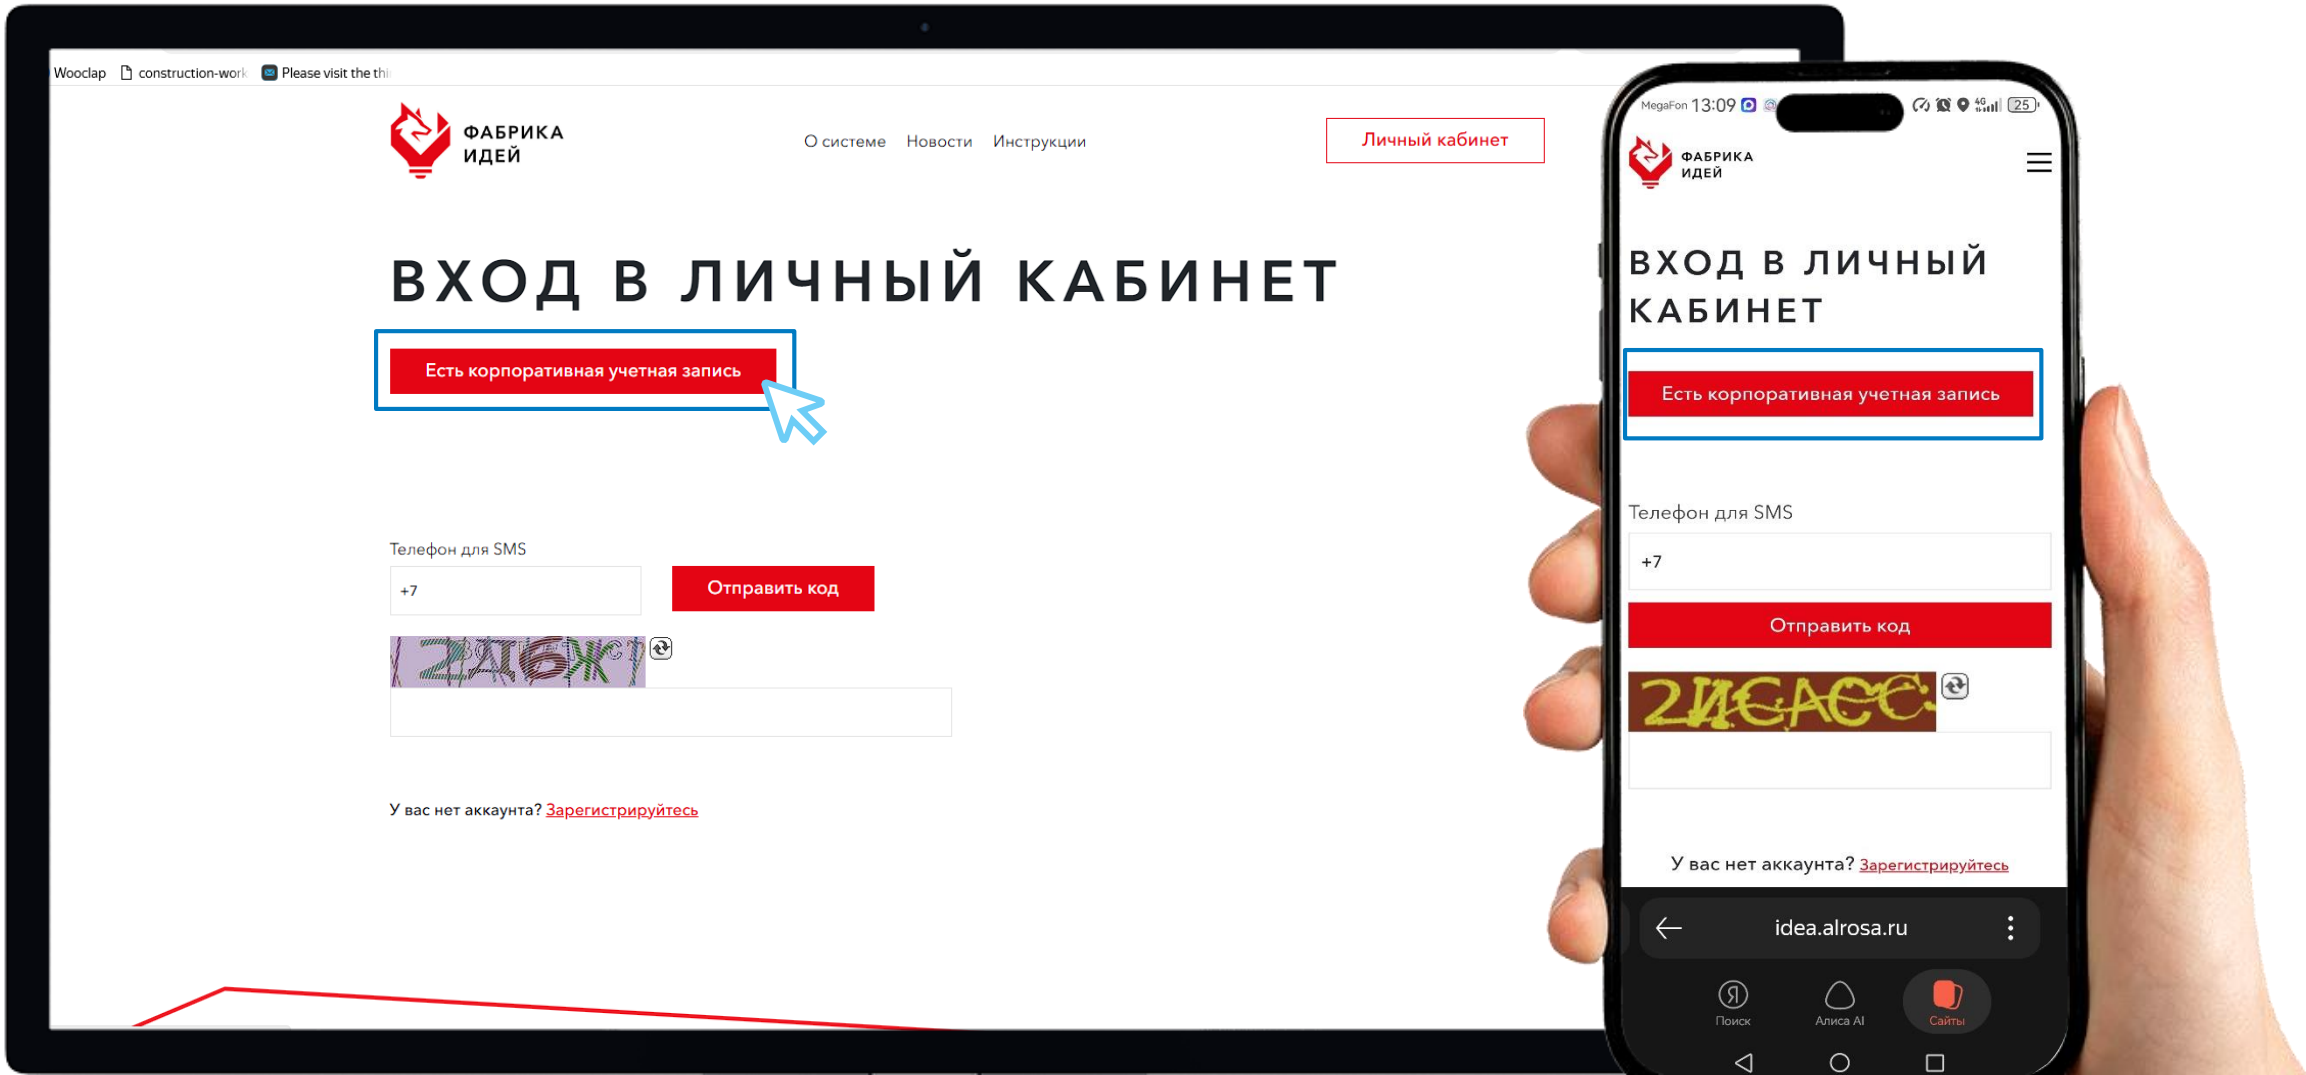 Wooclap construction-work Please visit the thi
ФАБРИКА
ИДЕЙ
О системе Новости Инструкции
Личный кабинет
ВХОД В ЛИЧНЫЙ КАБИНЕТ
Есть корпоративная учетная запись
Телефон для SMS
+7
Отправить код
У вас нет аккаунта? Зарегистрируйтесь
MegaFon 13:09
4G
25
ФАБРИКА
ИДЕЙ
ВХОД В ЛИЧНЫЙ
КАБИНЕТ
Есть корпоративная учетная запись
Телефон для SMS
+7
Отправить код
У вас нет аккаунта? Зарегистрируйтесь
idea.alrosa.ru
Поиск Алиса AI Сайты